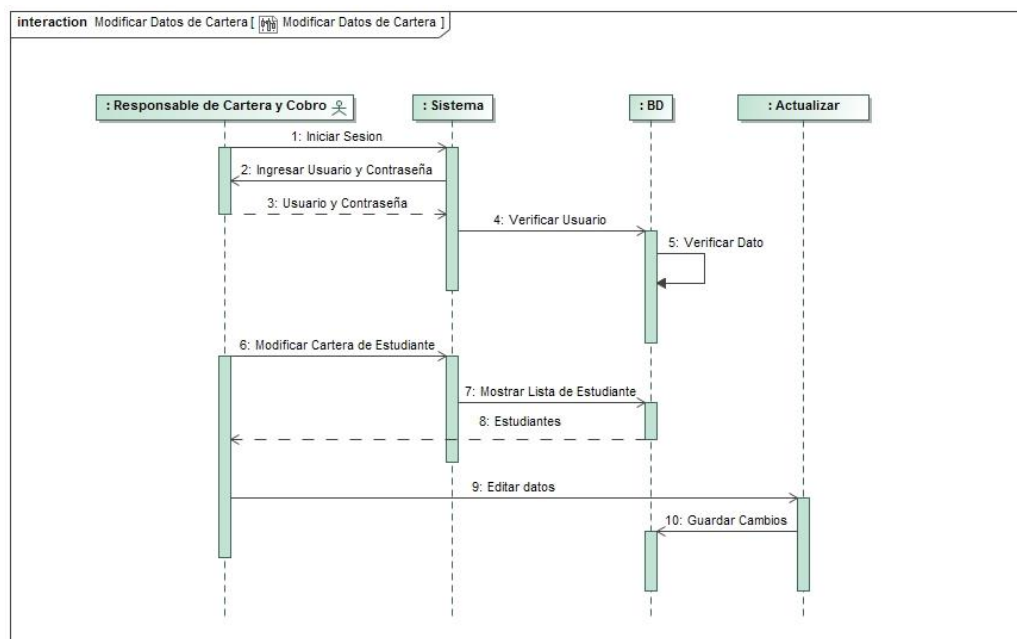 interaction Modificar Datos de Cartera [ Modificar Datos de Cartera ]
: Responsable de Cartera y Cobro
: Sistema
: BD
: Actualizar
1: Iniciar Sesion
2: Ingresar Usuario y Contraseña
3: Usuario y Contraseña
4: Verificar Usuario
5: Verificar Dato
6: Modificar Cartera de Estudiante
7: Mostrar Lista de Estudiante
8: Estudiantes
9: Editar datos
10: Guardar Cambios